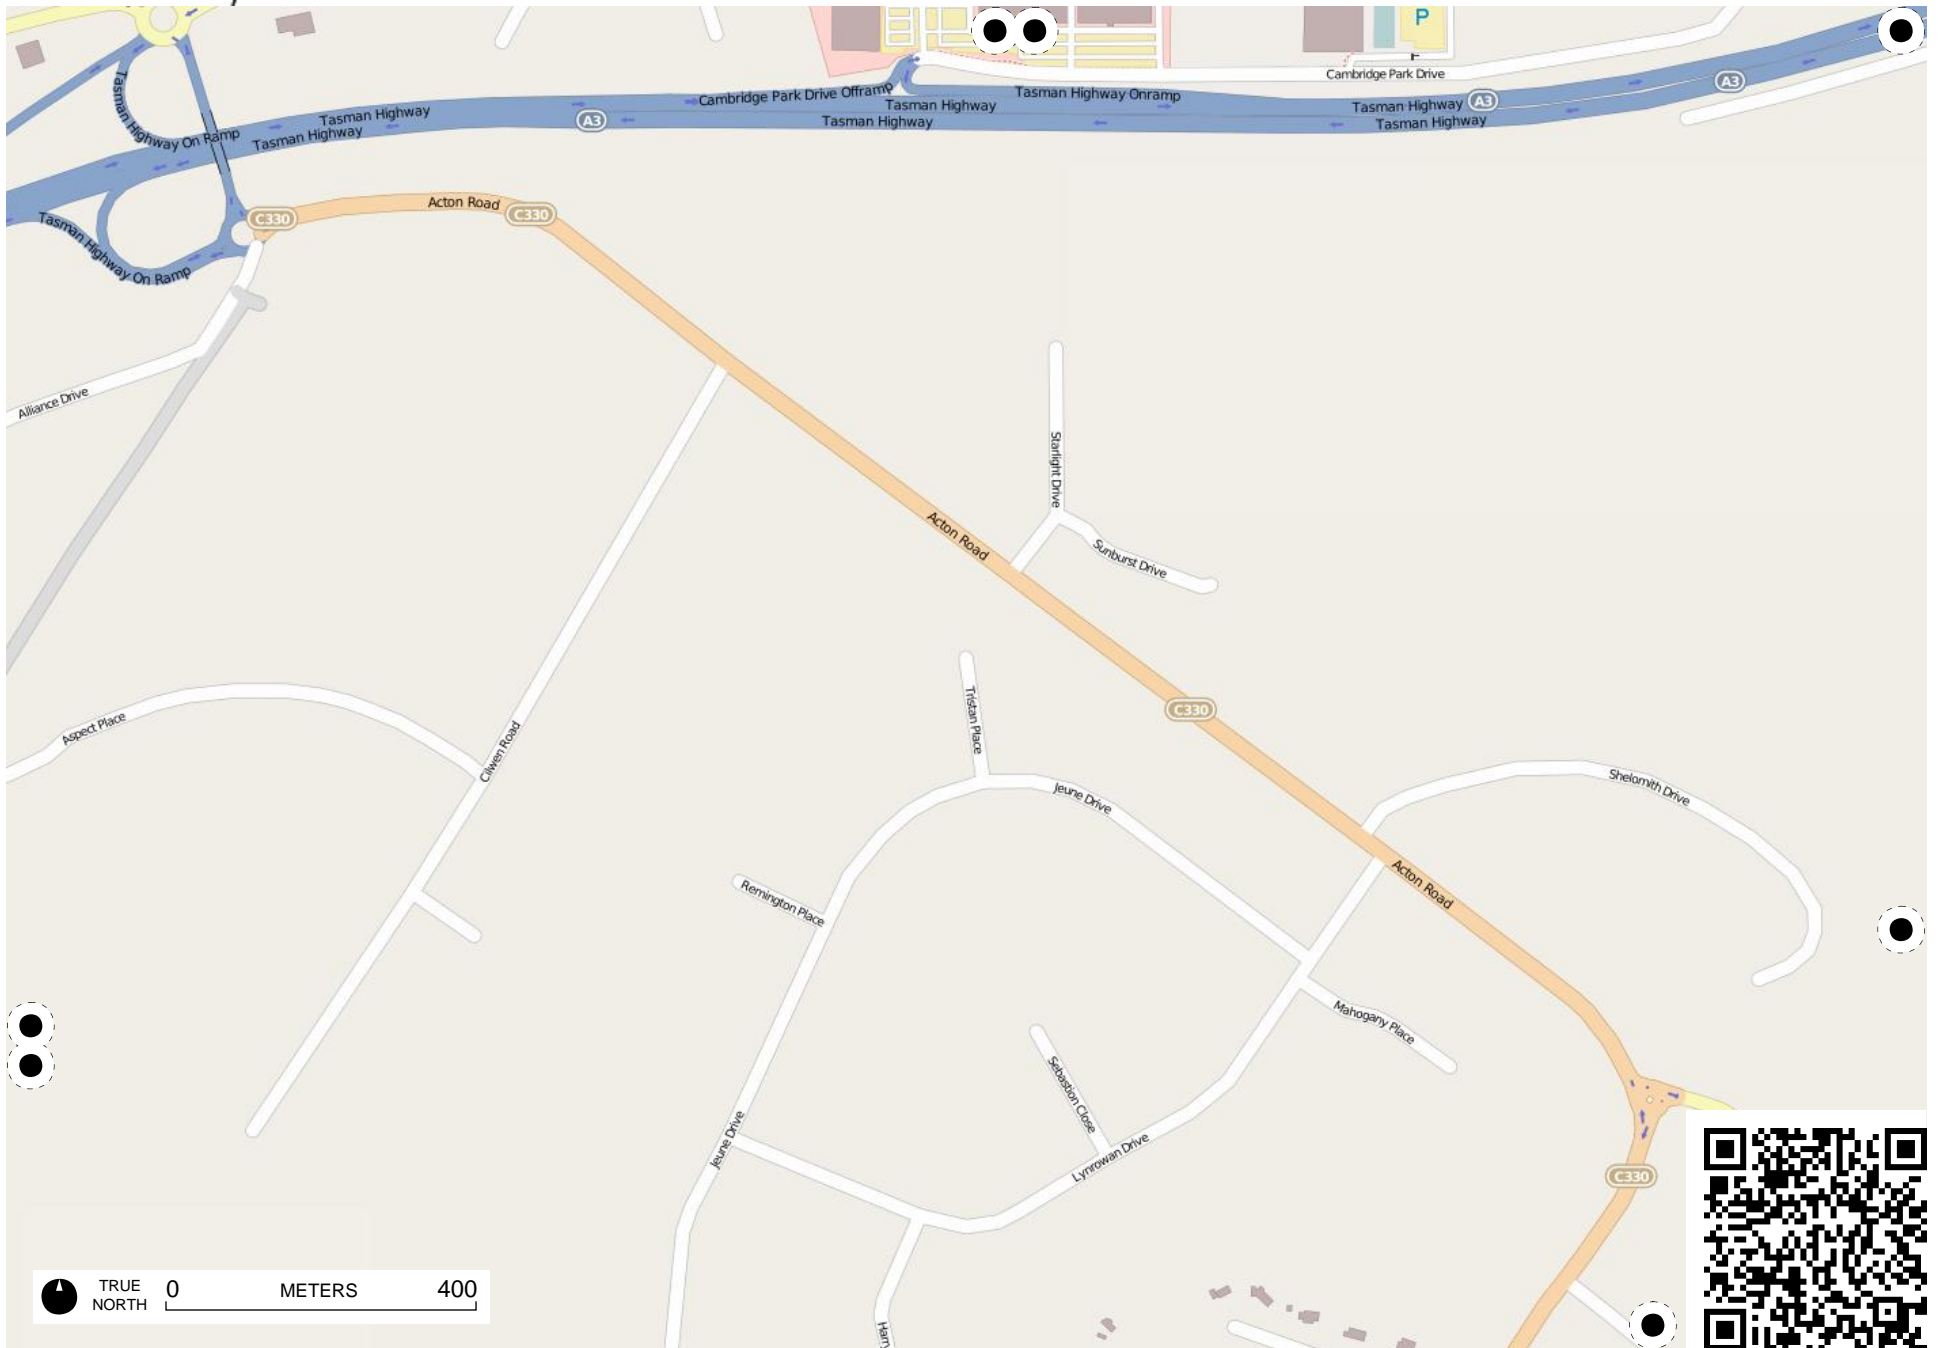 P
Cambridge Park Drive
A3
Cambridge Park Drive Offramp
Tasman Highway Onramp
Tasman Highway
Tasman Highway
Tasman Highway
A3
Tasman Highway
A3
Tasman Highway
Tasman Highway
Tasman Highway
Tasman Highway On Ramp
C330
Acton Road
C330
Tasman Highway On Ramp
Alliance Drive
Starlight Drive
Acton Road
Sunburst Drive
Tristan Place
C330
Aspect Place
Cilwen Road
Jeune Drive
Shelomith Drive
Remington Place
Acton Road
Mahogany Place
Sebastion Close
Jeune Drive
Lynrowan Drive
C330
TRUE
NORTH
0 METERS 400